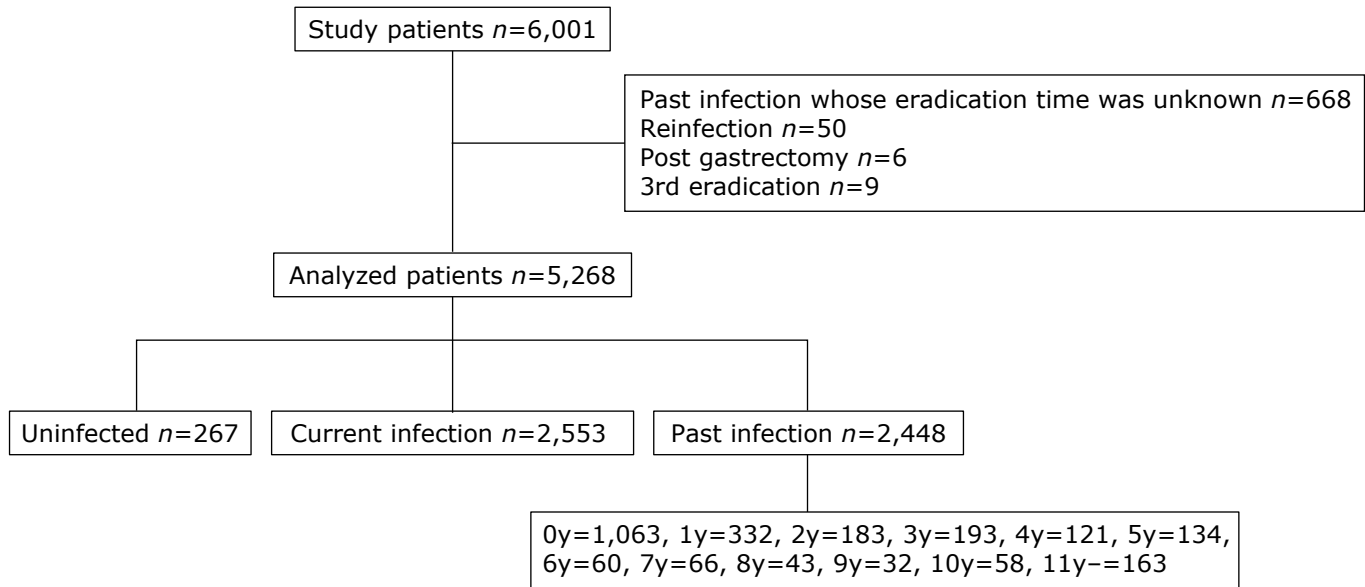 Study patients n=6,001
Past infection whose eradication time was unknown n=668
Reinfection n=50
Post gastrectomy n=6
3rd eradication n=9
Analyzed patients n=5,268
Uninfected n=267
Current infection n=2,553
Past infection n=2,448
0y=1,063, 1y=332, 2y=183, 3y=193, 4y=121, 5y=134,
6y=60, 7y=66, 8y=43, 9y=32, 10y=58, 11y–=163